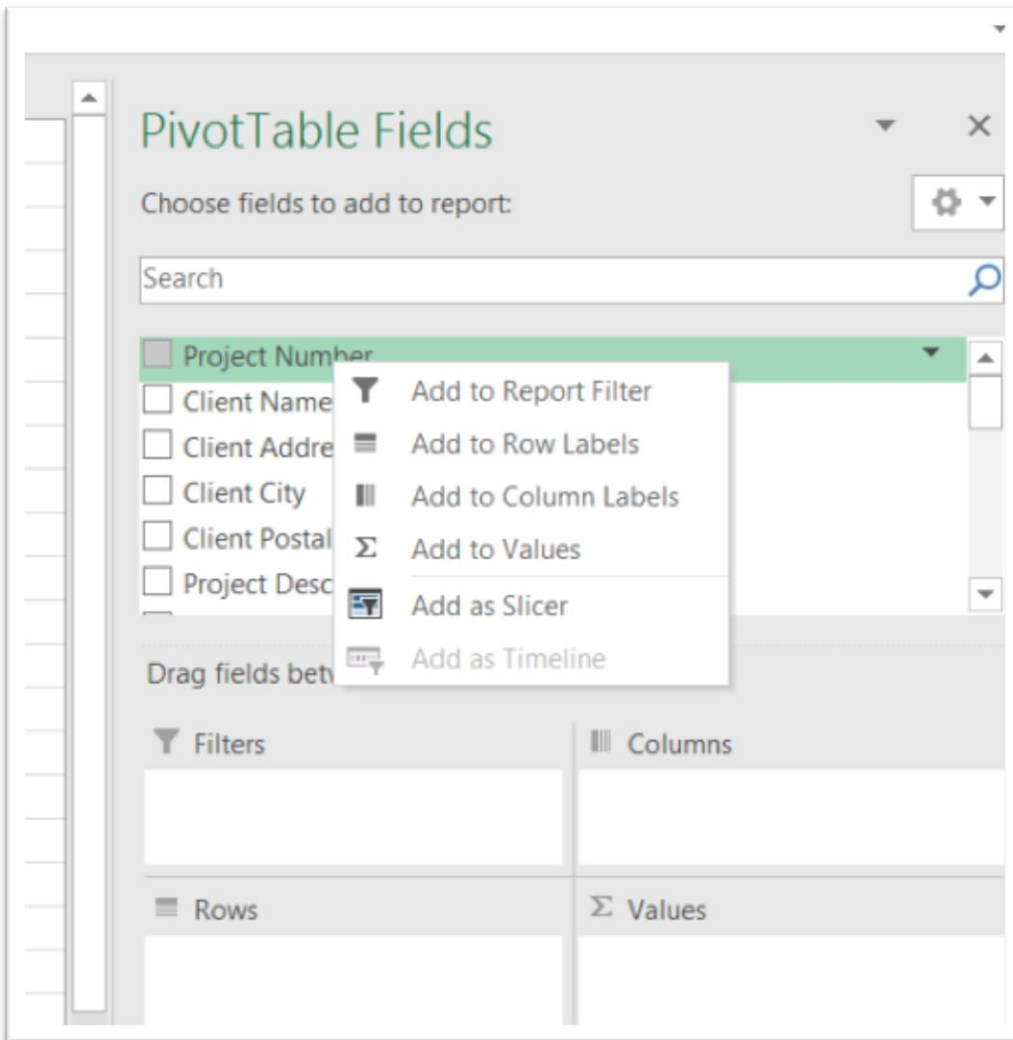 PivotTable Fields
Choose fields to add to report:
Search
Project Number
Client Name
Client Addre
Client City
Client Postal
Project Desc
Add to Report Filter
Add to Row Labels
Add to Column Labels
Σ Add to Values
Add as Slicer
Add as Timeline
Drag fields betw
Filters
Columns
Rows
Σ Values